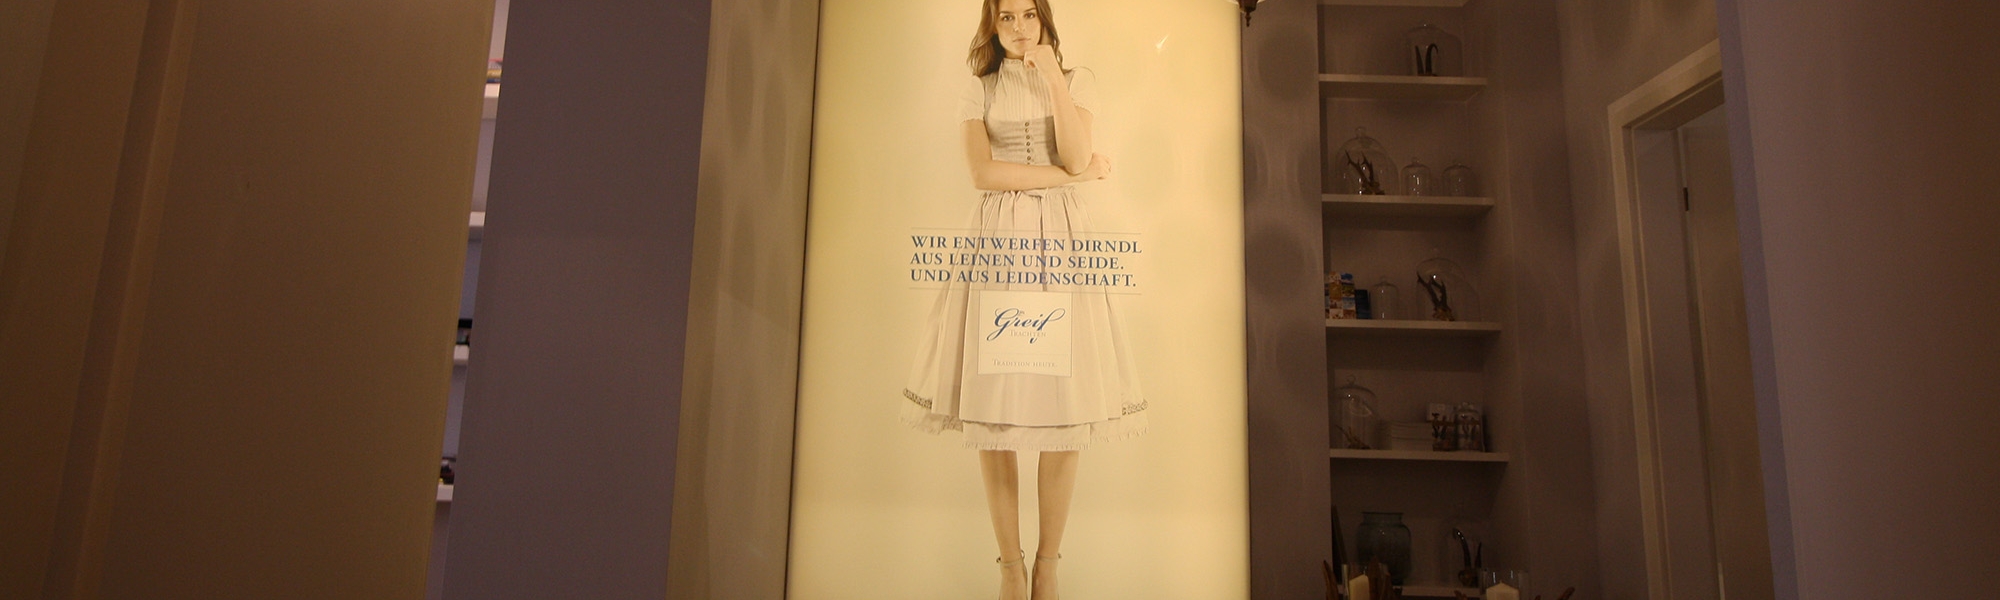 WIR ENTWERFEN DIRNDL
AUS LEINEN UND SEIDE.
UND AUS LEIDENSCHAFT.
Greif
TRACHTEN
TRADITION HEUTE.